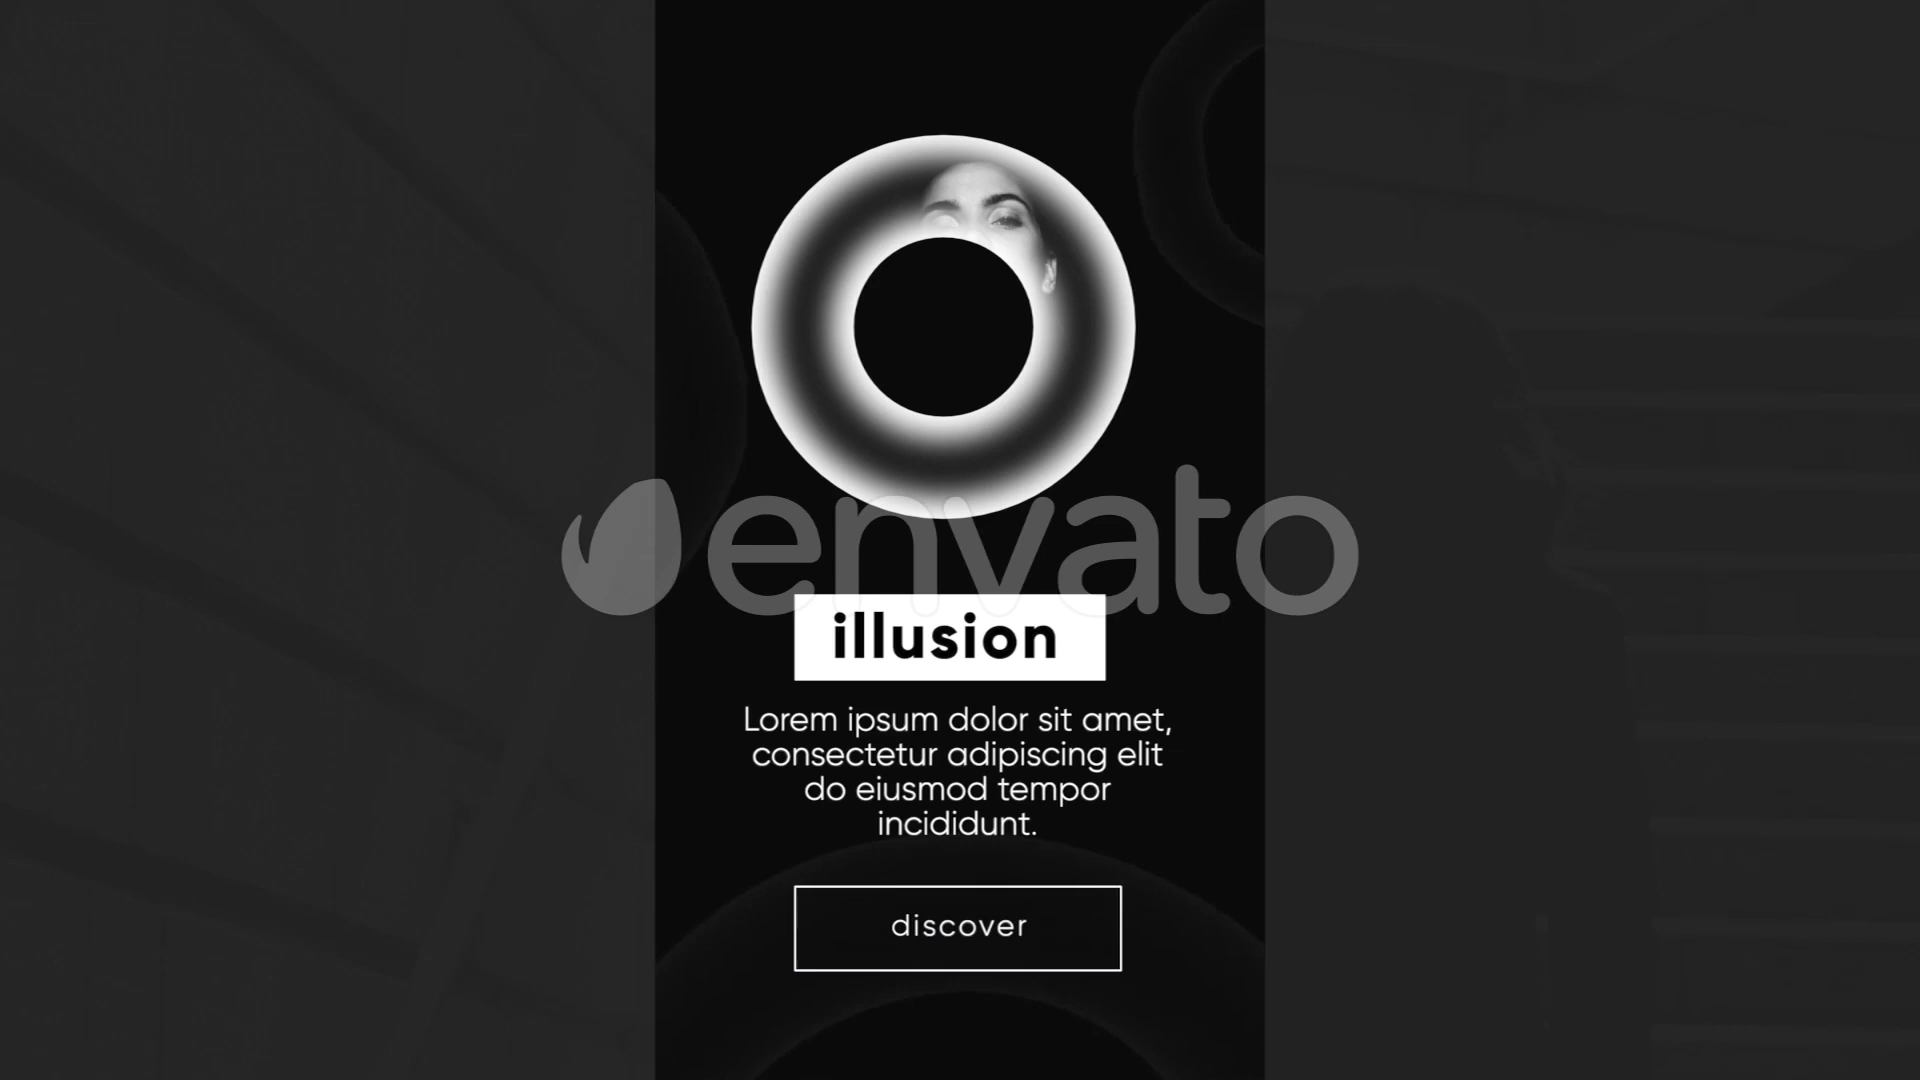 envato
illusion
Lorem ipsum dolor sit amet,
consectetur adipiscing elit
do eiusmod tempor
incididunt.
discover